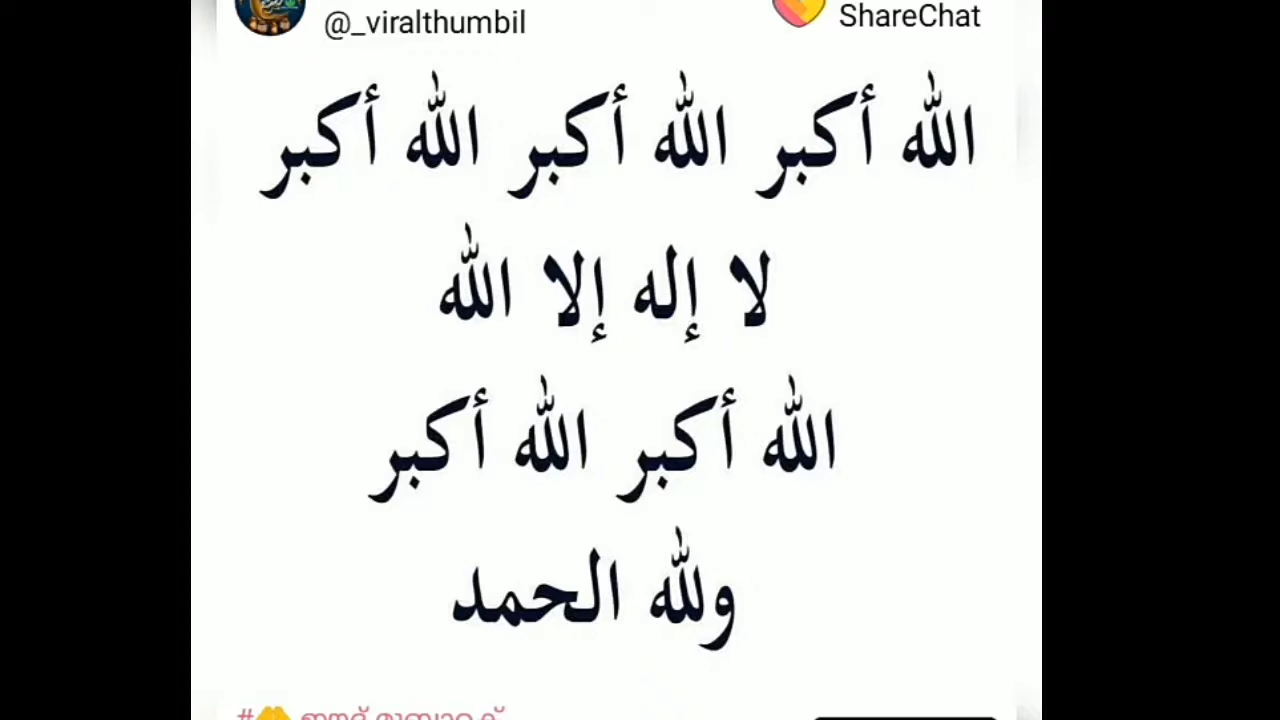 @_viralthumbil
ShareChat
الله أكبر الله أكبر الله أكبر
لا إله إلا الله
الله أكبر الله أكبر
ولله الحمد